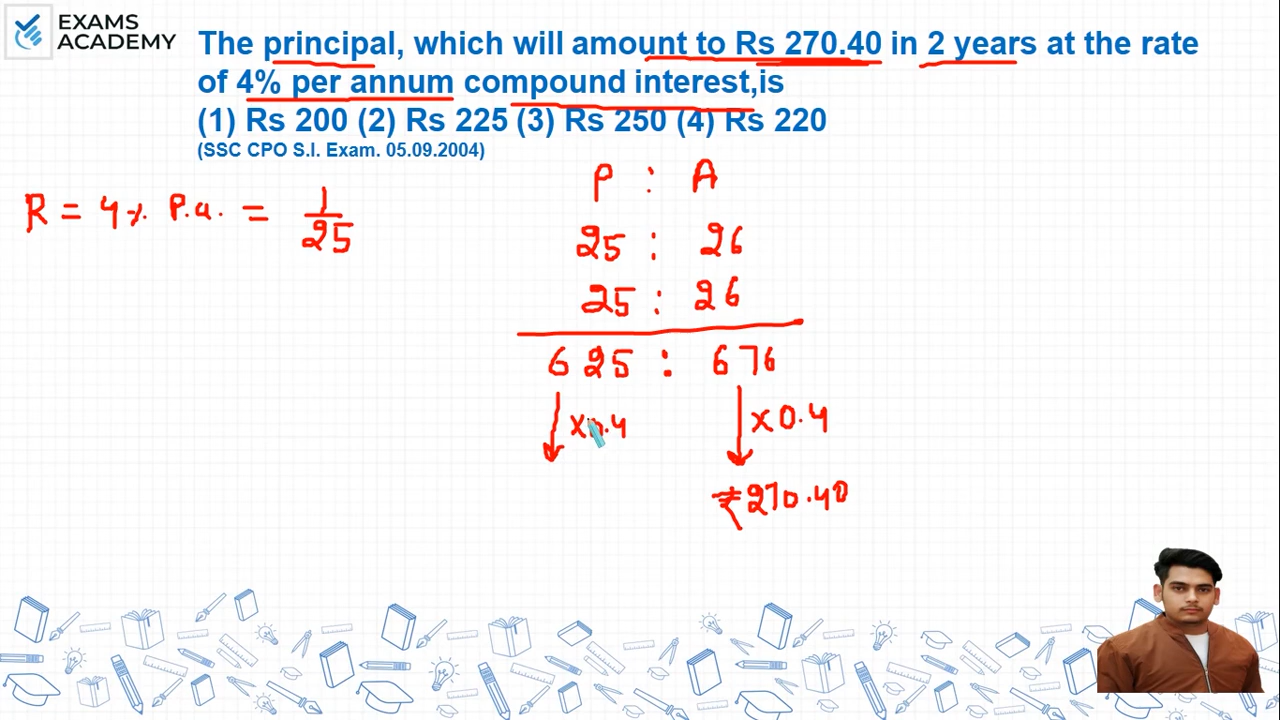 EXAMS
ACADEMY
The principal, which will amount to Rs 270.40 in 2 years at the rate
of 4% per annum compound interest,is
(1) Rs 200 (2) Rs 225 (3) Rs 250 (4) Rs 220
(SSC CPO S.I. Exam. 05.09.2004)
P : A
R = 4% P.a. = 1/25
25 : 26
25 : 26
625 : 676
×0.4 ×0.4
₹270.40